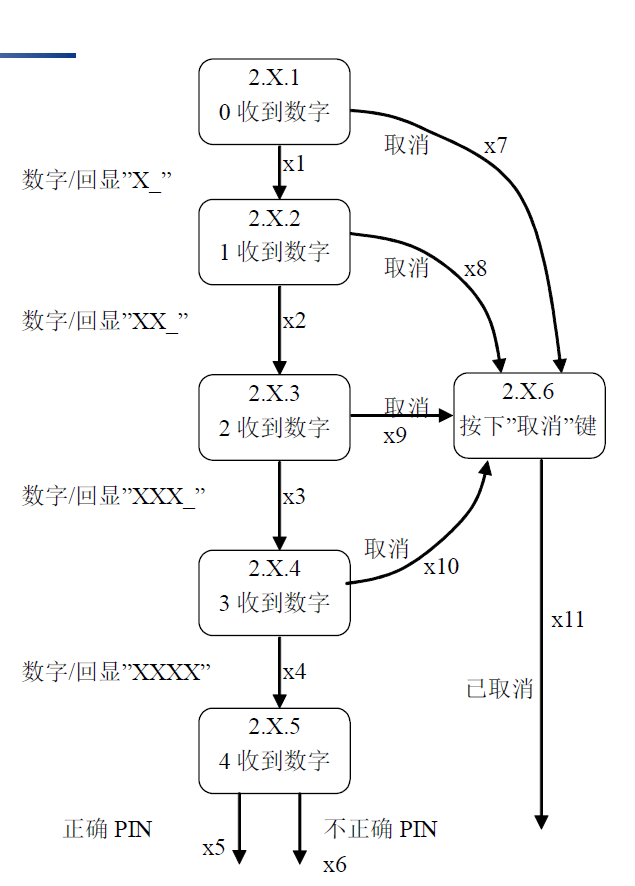 2.X.1
0 收到数字
取消
x7
x1
数字/回显”X_”
2.X.2
1 收到数字
取消
x8
数字/回显”XX_”
x2
2.X.3
2 收到数字
取消
x9
2.X.6
按下”取消”键
数字/回显”XXX_”
x3
取消
x10
2.X.4
3 收到数字
x11
数字/回显”XXXX”
x4
已取消
2.X.5
4 收到数字
正确 PIN
x5
不正确 PIN
x6